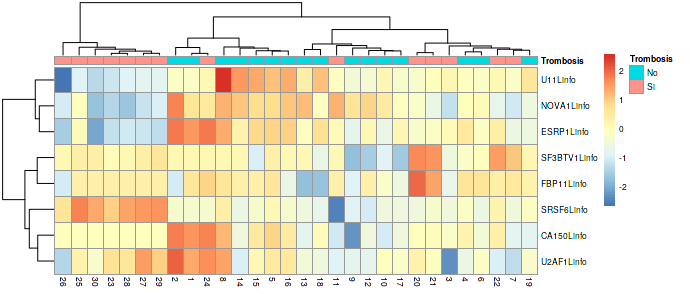 Trombosis
U11Linfo
NOVA1Linfo
ESRP1Linfo
SF3BTV1Linfo
FBP11Linfo
SRSF6Linfo
CA150Linfo
U2AF1Linfo
26 25 30 23 28 27 29 2 1 24 8 14 15 5 16 13 18 11 9 12 10 17 20 21 3 4 6 22 7 19
2
1
0
-1
-2
Trombosis
No
SI